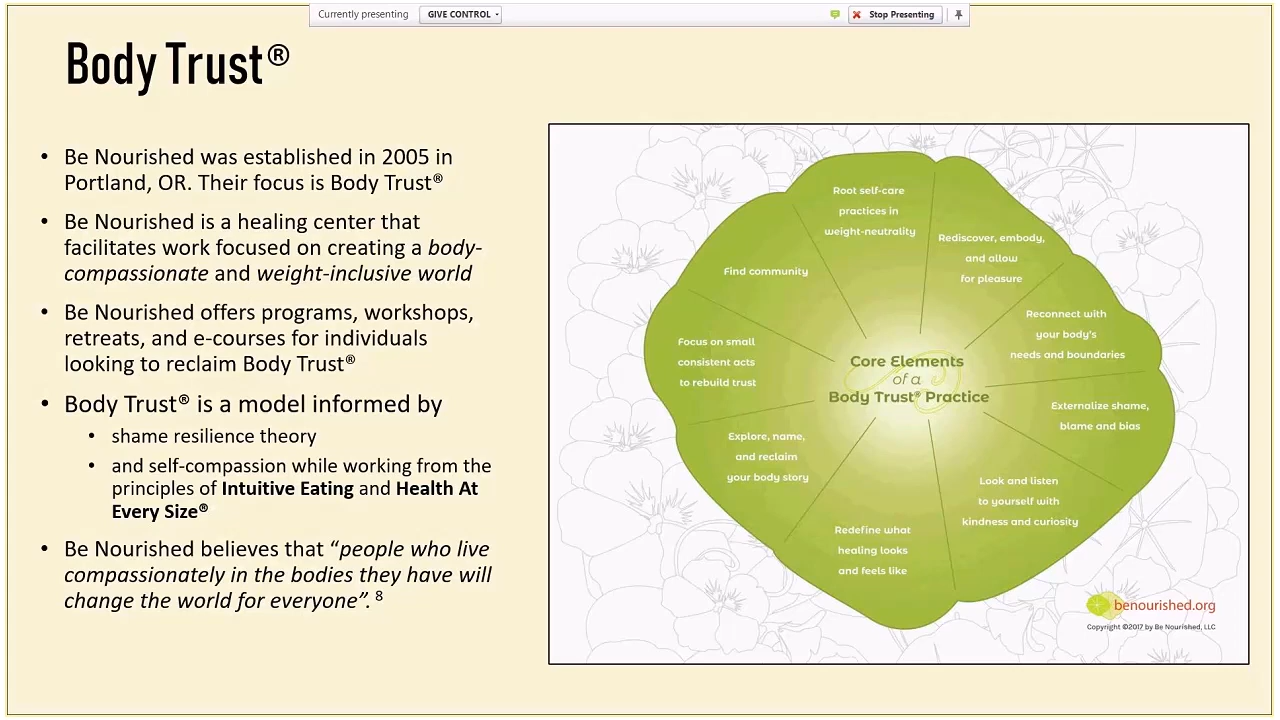 Currently presenting
GIVE CONTROL
Stop Presenting
Body Trust®
• Be Nourished was established in 2005 in
Portland, OR. Their focus is Body Trust®
• Be Nourished is a healing center that
facilitates work focused on creating a body-
compassionate and weight-inclusive world
• Be Nourished offers programs, workshops,
retreats, and e-courses for individuals
looking to reclaim Body Trust®
• Body Trust® is a model informed by
• shame resilience theory
• and self-compassion while working from the
principles of Intuitive Eating and Health At
Every Size®
• Be Nourished believes that “people who live
compassionately in the bodies they have will
change the world for everyone”. 8
Root self-care
practices in
weight-neutrality
Rediscover, embody,
and allow
for pleasure
Reconnect with
your body's
needs and boundaries
Externalize shame,
blame and bias
Look and listen
to yourself with
kindness and curiosity
Redefine what
healing looks
and feels like
Explore, name,
and reclaim
your body story
Focus on small
consistent acts
to rebuild trust
Find community
Core Elements
of a
Body Trust® Practice
benourished.org
Copyright ©2017 by Be Nourished, LLC